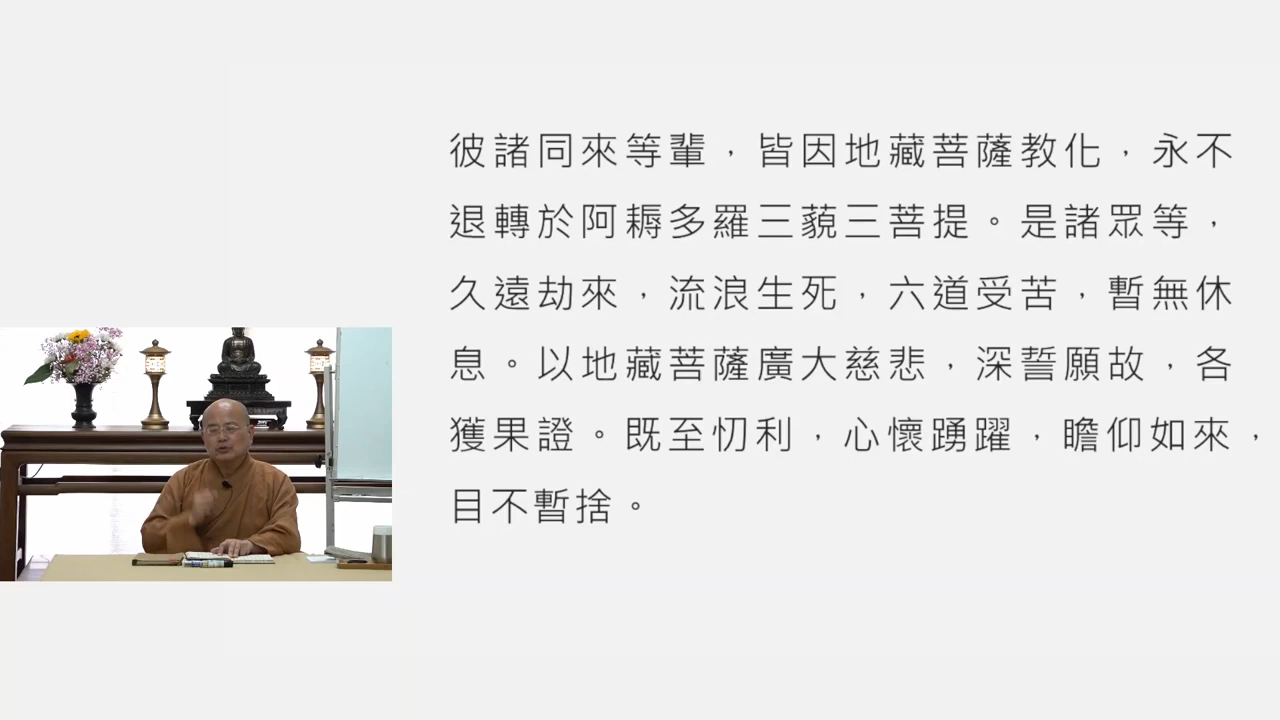 彼諸同來等輩，皆因地藏菩薩教化，永不
退轉於阿耨多羅三藐三菩提。是諸眾等，
久遠劫來，流浪生死，六道受苦，暫無休
息。以地藏菩薩廣大慈悲，深誓願故，各
獲果證。既至忉利，心懷踴躍，瞻仰如來，
目不暫捨。